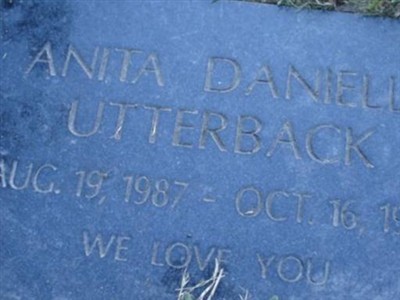 ANITA DANIELL
UTTERBACK
AUG. 19, 1987 - OCT. 16, 19
WE LOVE YOU